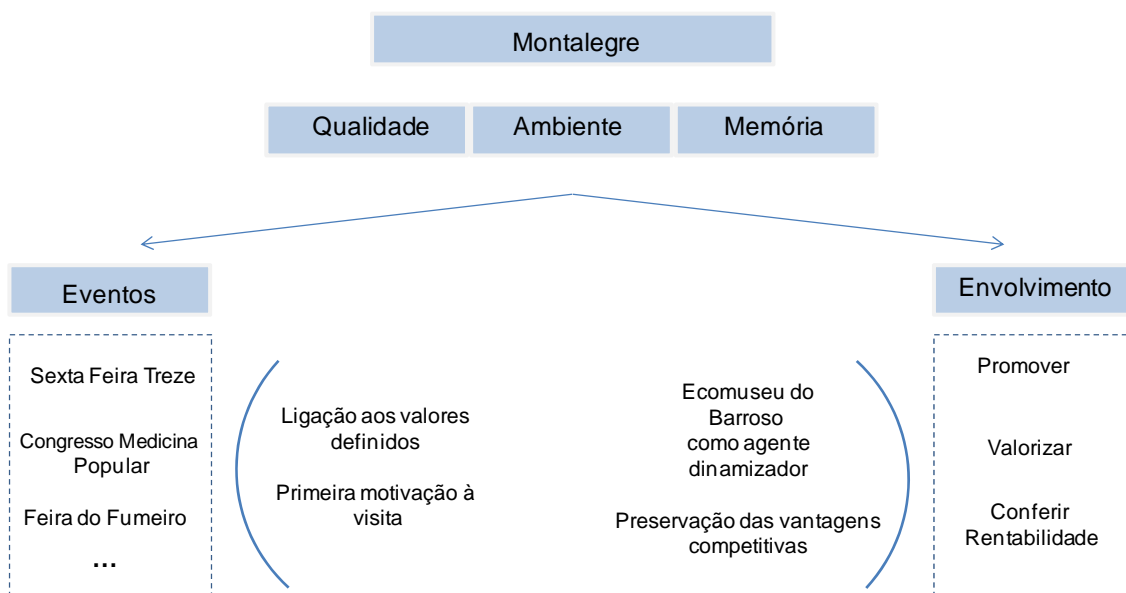 Montalegre
Qualidade
Ambiente
Memória
Eventos
Sexta Feira Treze
Congresso Medicina
Popular
Feira do Fumeiro
...
Ligação aos valores
definidos
Primeira motivação à
visita
Ecomuseu do
Barroso
como agente
dinamizador
Preservação das vantagens
competitivas
Envolvimento
Promover
Valorizar
Conferir
Rentabilidade